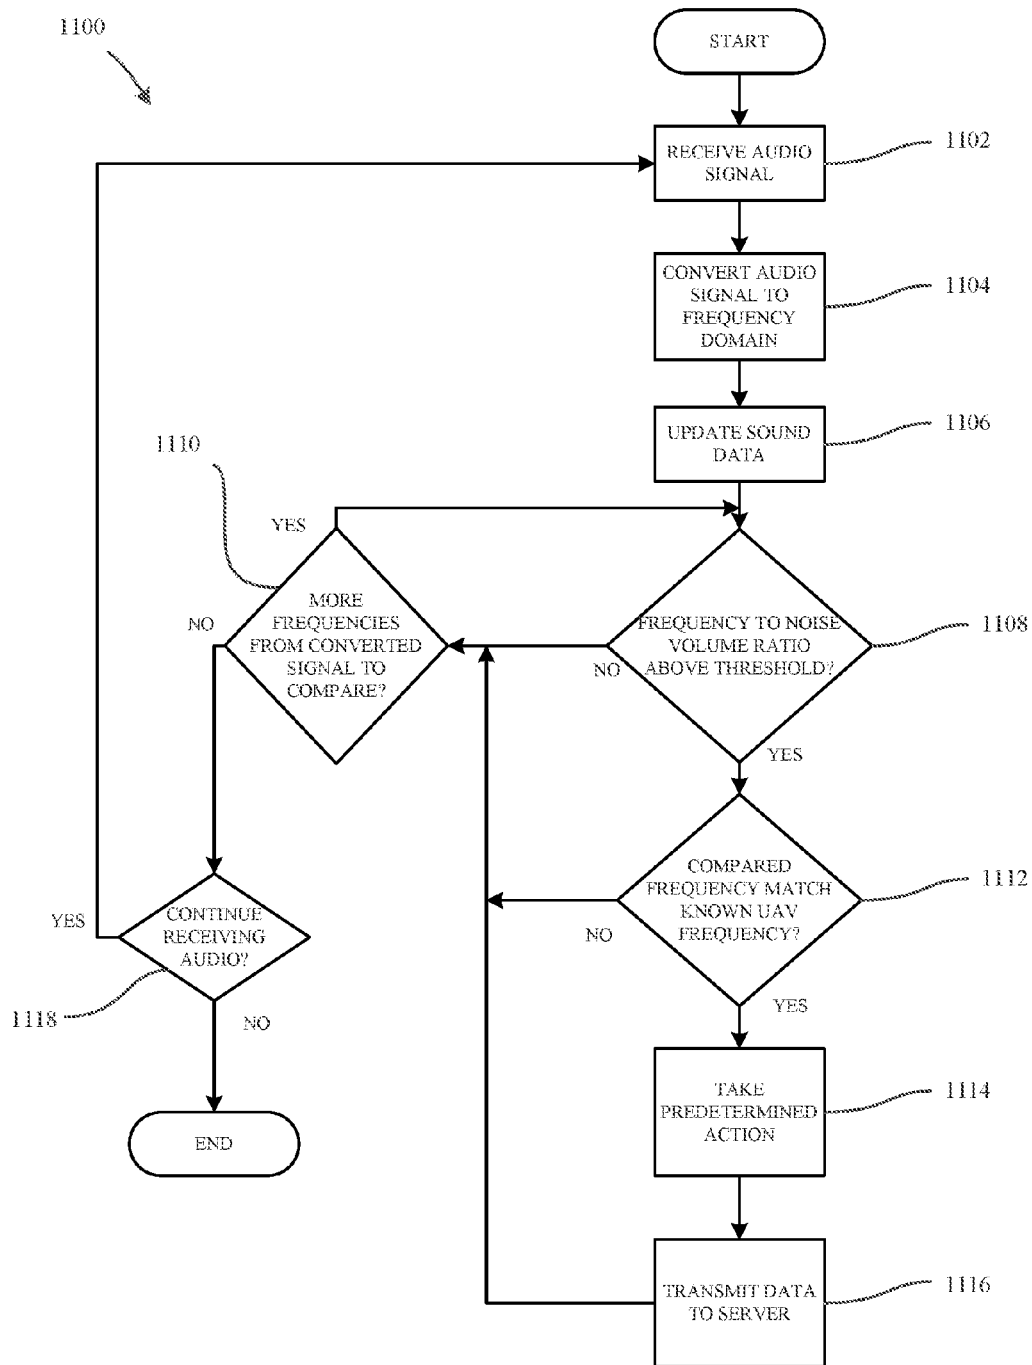 1100
START
RECEIVE AUDIO
SIGNAL
1102
CONVERT AUDIO
SIGNAL TO
FREQUENCY
DOMAIN
1104
UPDATE SOUND
DATA
1106
1110
YES
MORE
FREQUENCIES
FROM CONVERTED
SIGNAL TO
COMPARE?
NO
FREQUENCY TO NOISE
VOLUME RATIO
ABOVE THRESHOLD?
NO
1108
YES
COMPARED
FREQUENCY MATCH
KNOWN UAV
FREQUENCY?
1112
NO
YES
YES
CONTINUE
RECEIVING
AUDIO?
1118
NO
TAKE
PREDETERMINED
ACTION
1114
END
TRANSMIT DATA
TO SERVER
1116